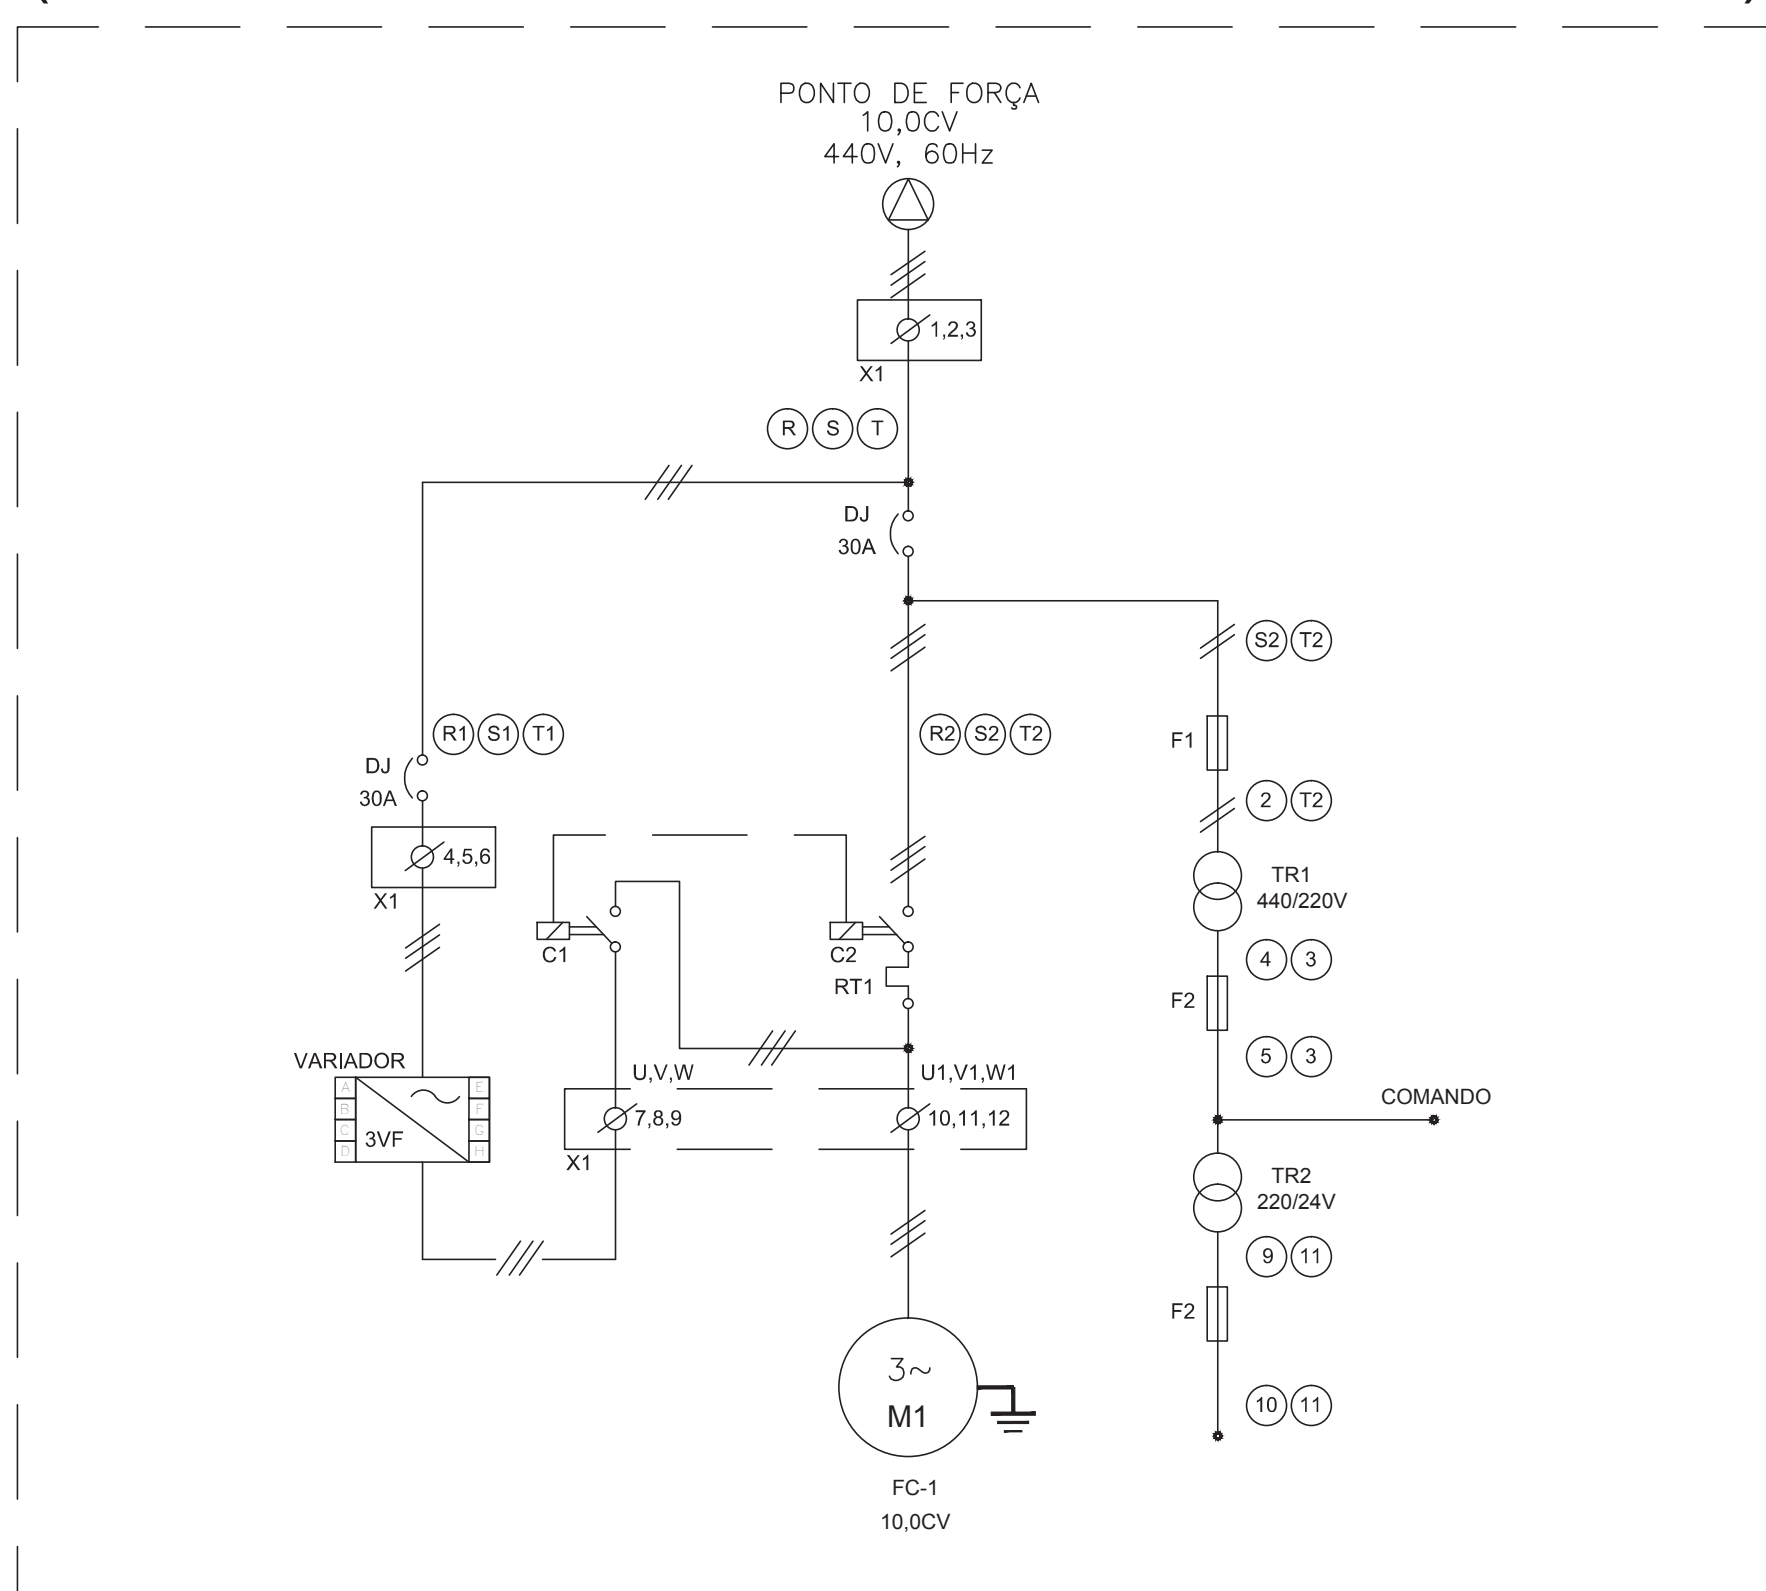 PONTO DE FORÇA
10,0CV
440V, 60Hz
1,2,3
X1
R S T
DJ
30A
S2 T2
R1 S1 T1
R2 S2 T2
F1
DJ
30A
2 T2
4,5,6
X1
TR1
440/220V
C1
C2
RT1
4 3
F2
5 3
VARIADOR
U,V,W
U1,V1,W1
A
B
C
D
E
F
G
H
3VF
7,8,9
10,11,12
X1
COMANDO
TR2
220/24V
9 11
F2
3~
M1
10 11
FC-1
10,0CV